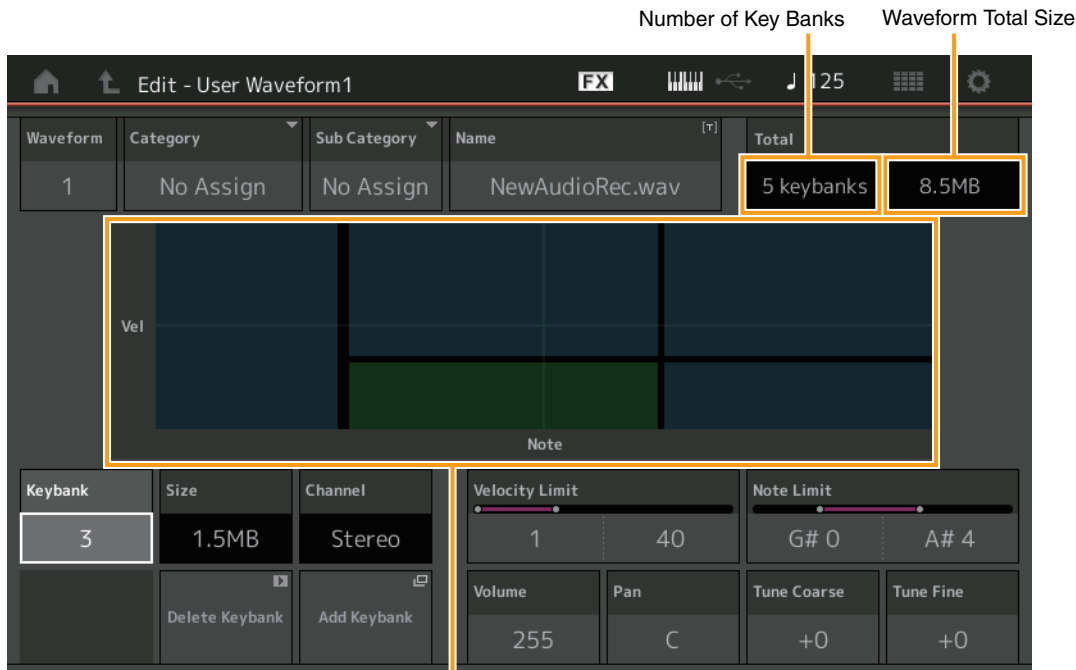 Number of Key Banks Waveform Total Size
Edit - User Waveform1 FX ♩ 125
Waveform Category Sub Category Name [T] Total
1 No Assign No Assign NewAudioRec.wav 5 keybanks 8.5MB
Vel
Note
Keybank Size Channel Velocity Limit Note Limit
3 1.5MB Stereo 1 40 G# 0 A# 4
Delete Keybank Add Keybank Volume Pan Tune Coarse Tune Fine
255 C +0 +0